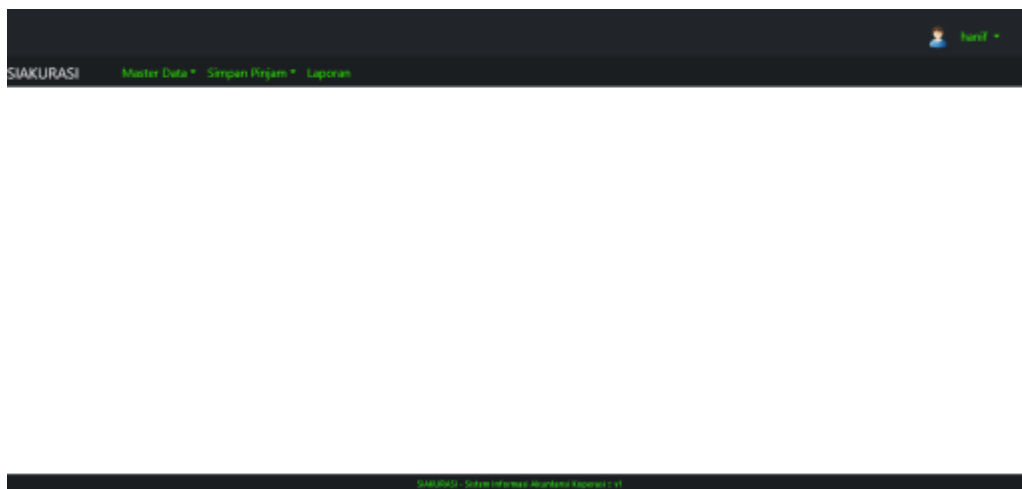 hanif
SIAKURASI Master Data Simpan Pinjam Laporan
SIAKURASI - Sistem Informasi Akuntansi Koperasi :: v1